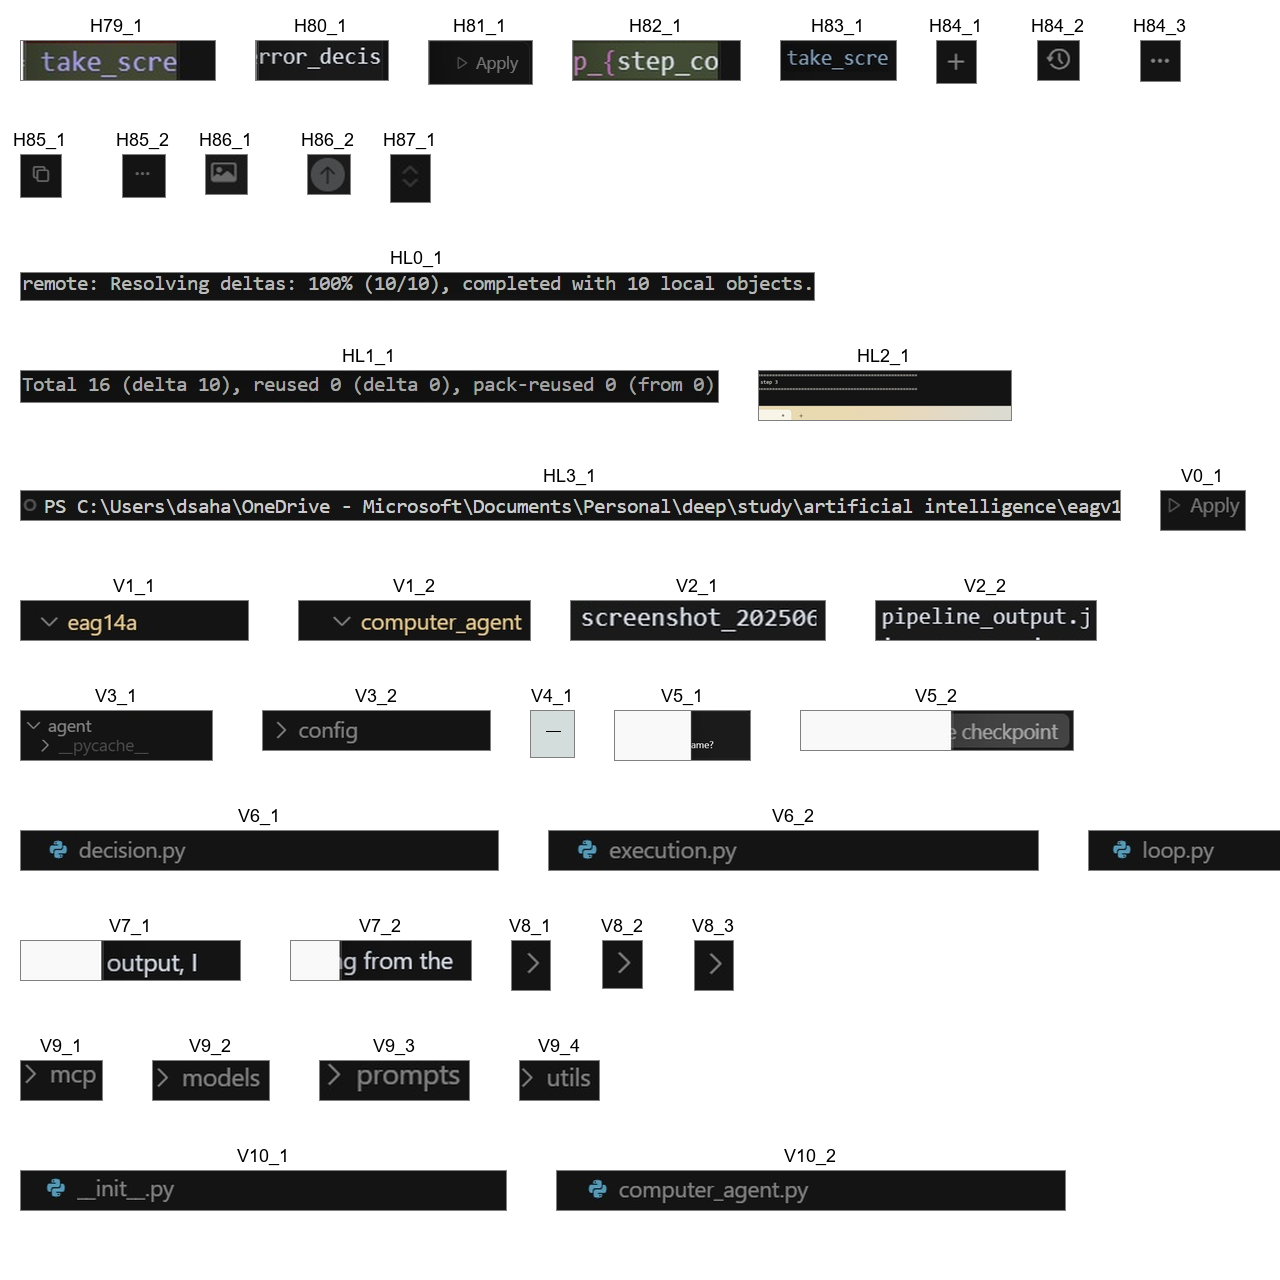 H79_1 H80_1 H81_1 H82_1 H83_1 H84_1 H84_2 H84_3
take_scre rror_decis Apply p_{step_co take_scre
H85_1 H85_2 H86_1 H86_2 H87_1
HL0_1
remote: Resolving deltas: 100% (10/10), completed with 10 local objects.
HL1_1 HL2_1
Total 16 (delta 10), reused 0 (delta 0), pack-reused 0 (from 0)
step 3
HL3_1 V0_1
PS C:\Users\dsaha\OneDrive - Microsoft\Documents\Personal\deep\study\artificial intelligence\eagv1 Apply
V1_1 V1_2 V2_1 V2_2
eag14a computer_agent screenshot_202506 pipeline_output.j
V3_1 V3_2 V4_1 V5_1 V5_2
agent config e checkpoint
__pycache__ ame?
V6_1 V6_2
decision.py execution.py loop.py
V7_1 V7_2 V8_1 V8_2 V8_3
output, I g from the
V9_1 V9_2 V9_3 V9_4
mcp models prompts utils
V10_1 V10_2
__init__.py computer_agent.py